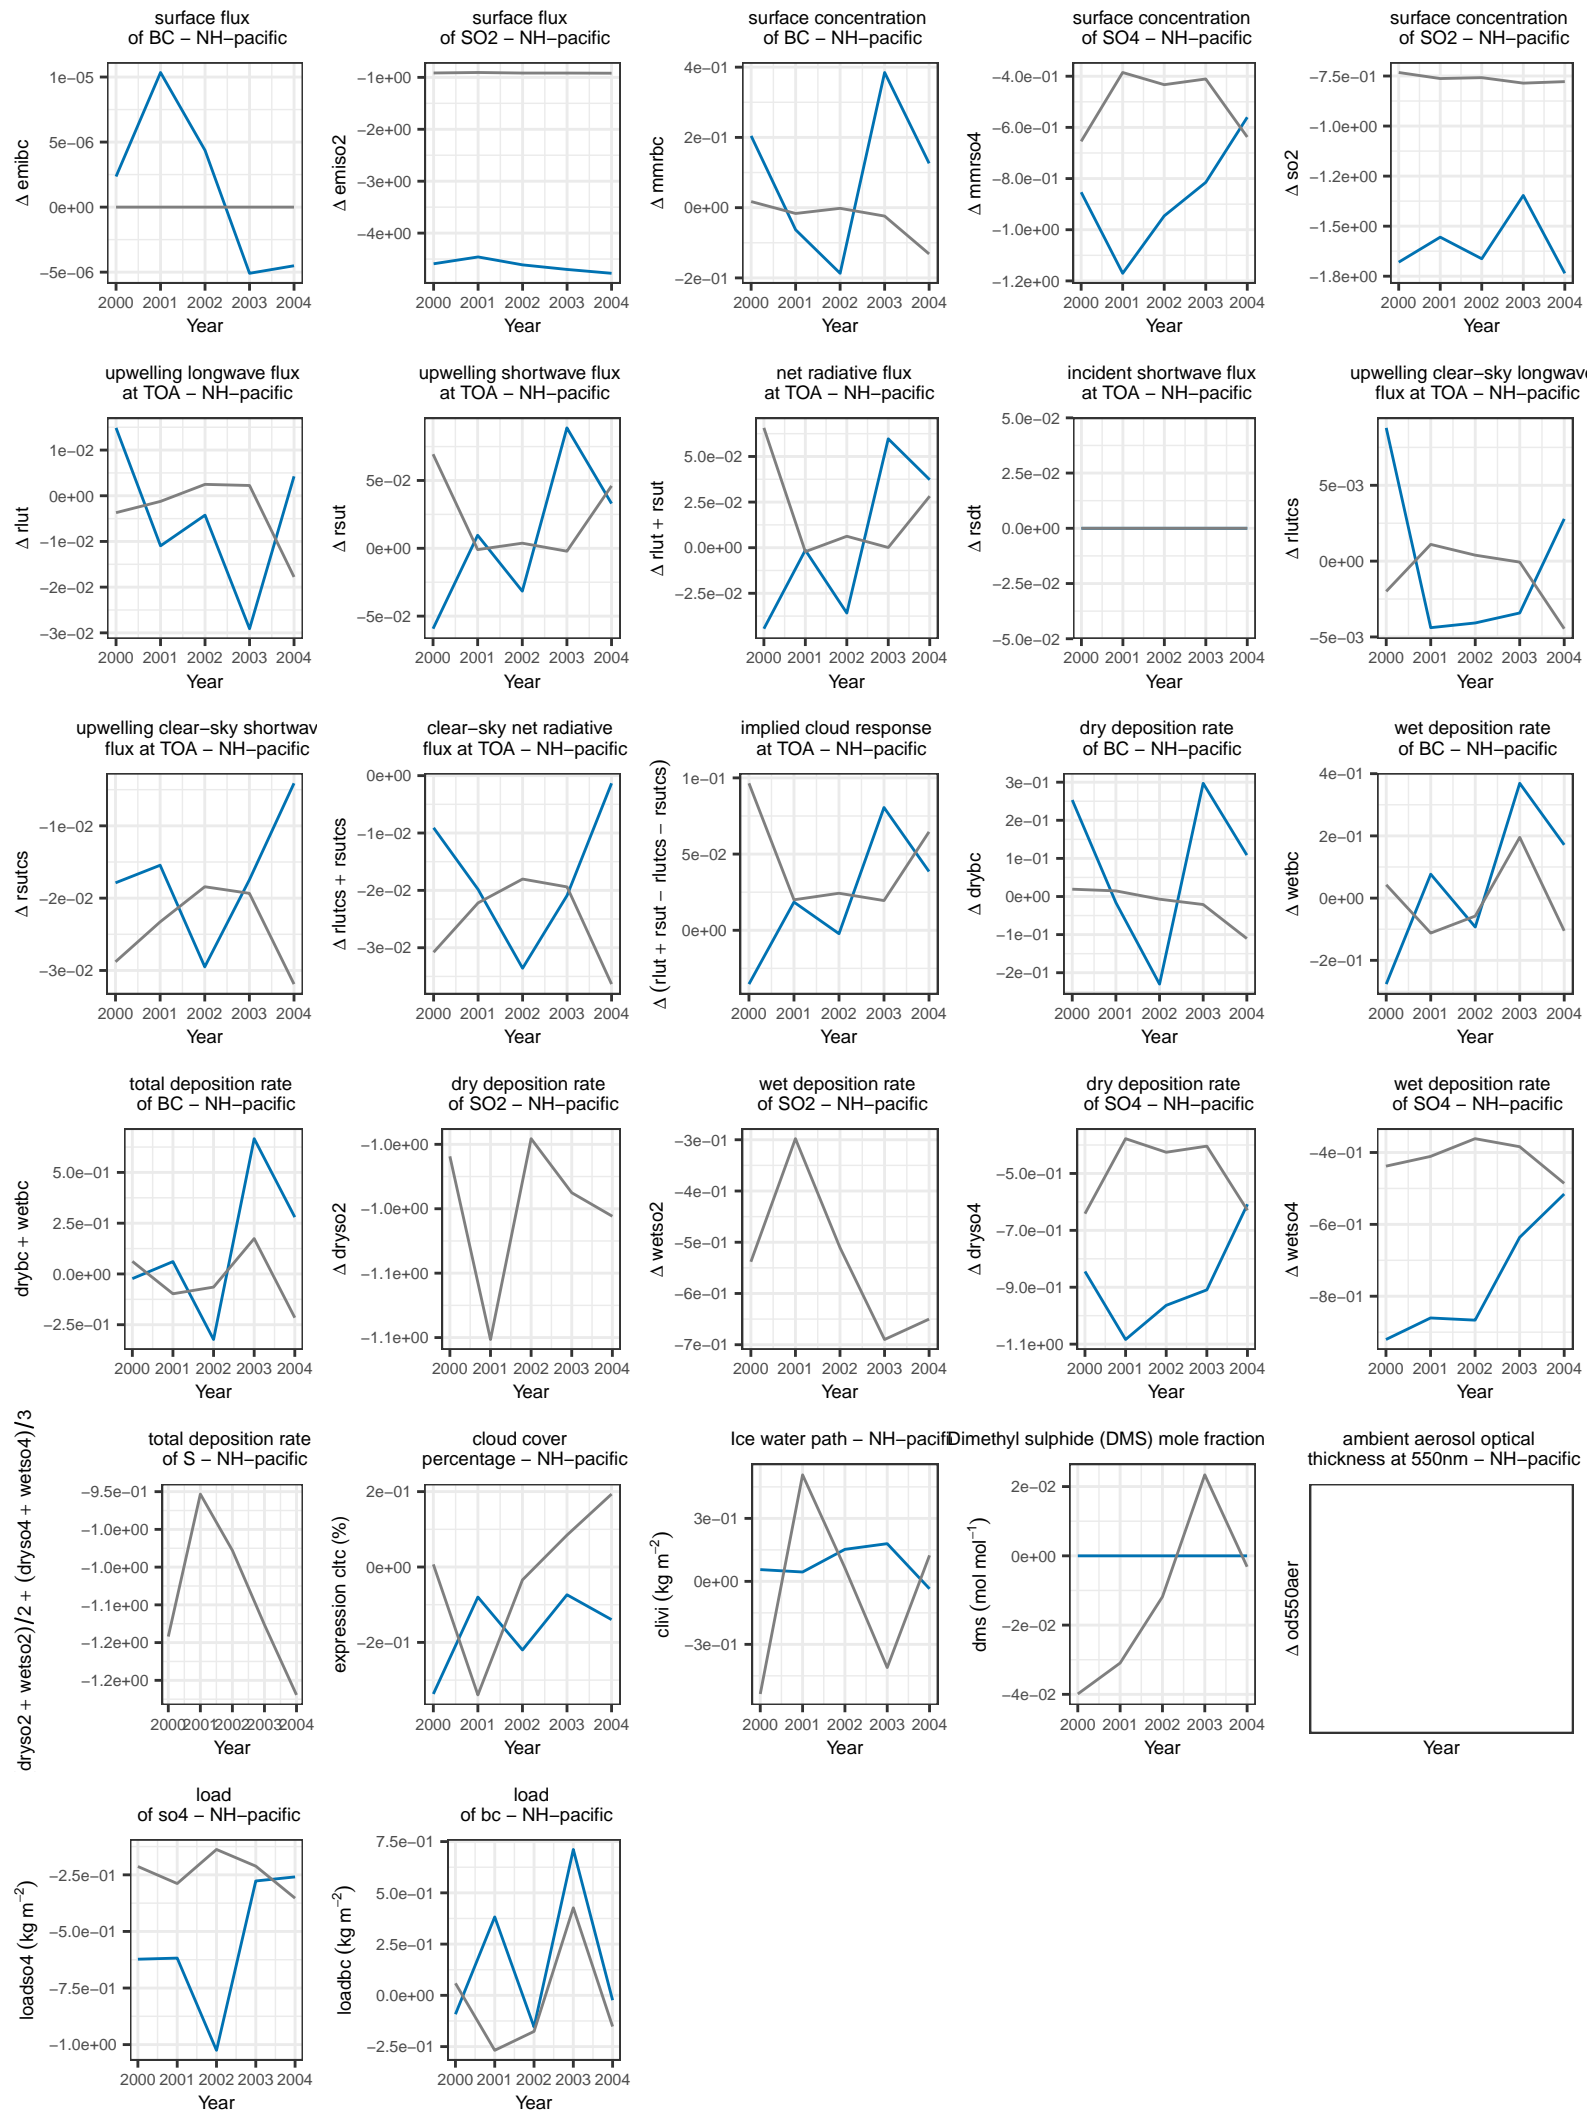 surface flux
of BC − NH−pacific
Δ emibc
1e−05
5e−06
0e+00
−5e−06
2000 2001 2002 2003 2004
Year
surface flux
of SO2 − NH−pacific
Δ emiso2
−1e+00
−2e+00
−3e+00
−4e+00
2000 2001 2002 2003 2004
Year
surface concentration
of BC − NH−pacific
Δ mmrbc
4e−01
2e−01
0e+00
−2e−01
2000 2001 2002 2003 2004
Year
surface concentration
of SO4 − NH−pacific
Δ mmrso4
−4.0e−01
−6.0e−01
−8.0e−01
−1.0e+00
−1.2e+00
2000 2001 2002 2003 2004
Year
surface concentration
of SO2 − NH−pacific
Δ so2
−7.5e−01
−1.0e+00
−1.2e+00
−1.5e+00
−1.8e+00
2000 2001 2002 2003 2004
Year
upwelling longwave flux
at TOA − NH−pacific
Δ rlut
1e−02
0e+00
−1e−02
−2e−02
−3e−02
2000 2001 2002 2003 2004
Year
upwelling shortwave flux
at TOA − NH−pacific
Δ rsut
5e−02
0e+00
−5e−02
2000 2001 2002 2003 2004
Year
net radiative flux
at TOA − NH−pacific
Δ rlut + rsut
5.0e−02
2.5e−02
0.0e+00
−2.5e−02
2000 2001 2002 2003 2004
Year
incident shortwave flux
at TOA − NH−pacific
Δ rsdt
5.0e−02
2.5e−02
0.0e+00
−2.5e−02
−5.0e−02
2000 2001 2002 2003 2004
Year
upwelling clear−sky longwave
flux at TOA − NH−pacific
Δ rlutcs
5e−03
0e+00
−5e−03
2000 2001 2002 2003 2004
Year
upwelling clear−sky shortwav
flux at TOA − NH−pacific
Δ rsutcs
−1e−02
−2e−02
−3e−02
2000 2001 2002 2003 2004
Year
clear−sky net radiative
flux at TOA − NH−pacific
Δ rlutcs + rsutcs
0e+00
−1e−02
−2e−02
−3e−02
2000 2001 2002 2003 2004
Year
implied cloud response
at TOA − NH−pacific
Δ (rlut + rsut − rlutcs − rsutcs)
1e−01
5e−02
0e+00
2000 2001 2002 2003 2004
Year
dry deposition rate
of BC − NH−pacific
Δ drybc
3e−01
2e−01
1e−01
0e+00
−1e−01
−2e−01
2000 2001 2002 2003 2004
Year
wet deposition rate
of BC − NH−pacific
Δ wetbc
4e−01
2e−01
0e+00
−2e−01
2000 2001 2002 2003 2004
Year
total deposition rate
of BC − NH−pacific
drybc + wetbc
5.0e−01
2.5e−01
0.0e+00
−2.5e−01
2000 2001 2002 2003 2004
Year
dry deposition rate
of SO2 − NH−pacific
Δ dryso2
−1.0e+00
−1.0e+00
−1.1e+00
−1.1e+00
2000 2001 2002 2003 2004
Year
wet deposition rate
of SO2 − NH−pacific
Δ wetso2
−3e−01
−4e−01
−5e−01
−6e−01
−7e−01
2000 2001 2002 2003 2004
Year
dry deposition rate
of SO4 − NH−pacific
Δ dryso4
−5.0e−01
−7.0e−01
−9.0e−01
−1.1e+00
2000 2001 2002 2003 2004
Year
wet deposition rate
of SO4 − NH−pacific
Δ wetso4
−4e−01
−6e−01
−8e−01
2000 2001 2002 2003 2004
Year
total deposition rate
of S − NH−pacific
dryso2 + wetso2)/2 + (dryso4 + wetso4)/3
−9.5e−01
−1.0e+00
−1.0e+00
−1.1e+00
−1.2e+00
−1.2e+00
2000 2001 2002 2003 2004
Year
cloud cover
percentage − NH−pacific
expression cltc (%)
2e−01
0e+00
−2e−01
2000 2001 2002 2003 2004
Year
Ice water path − NH−pacifi
clivi (kg m−2)
3e−01
0e+00
−3e−01
2000 2001 2002 2003 2004
Year
Dimethyl sulphide (DMS) mole fraction
dms (mol mol−1)
2e−02
0e+00
−2e−02
−4e−02
2000 2001 2002 2003 2004
Year
ambient aerosol optical
thickness at 550nm − NH−pacific
Δ od550aer
Year
load
of so4 − NH−pacific
loadso4 (kg m−2)
−2.5e−01
−5.0e−01
−7.5e−01
−1.0e+00
2000 2001 2002 2003 2004
Year
load
of bc − NH−pacific
loadbc (kg m−2)
7.5e−01
5.0e−01
2.5e−01
0.0e+00
−2.5e−01
2000 2001 2002 2003 2004
Year